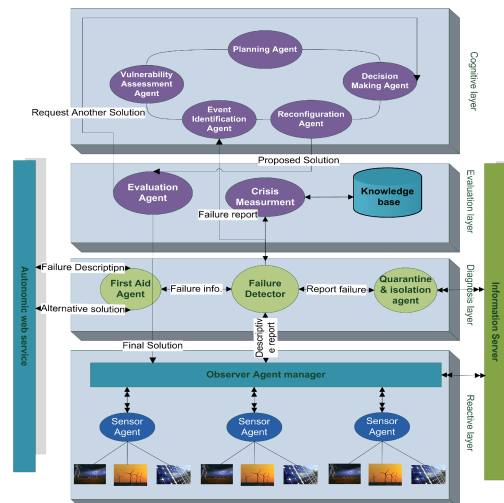 Planning Agent
Vulnerability
Assessment
Agent
Decision
Making Agent
Event
Identification
Agent
Reconfiguration
Agent
Cognitive layer
Request Another Solution
Proposed Solution
Evaluation
Agent
Crisis
Measurment
Knowledge
base
Failure report
Evaluation layer
Autonomic web service
Information Server
Failure Description
Alternative solution
First Aid
Agent
Failure info.
Failure
Detector
Report failure
Quarantine
& isolation
agent
Diagnosis layer
Final Solution
Descriptiv
e report
Observer Agent manager
Sensor
Agent
Sensor
Agent
Sensor
Agent
Reactive layer